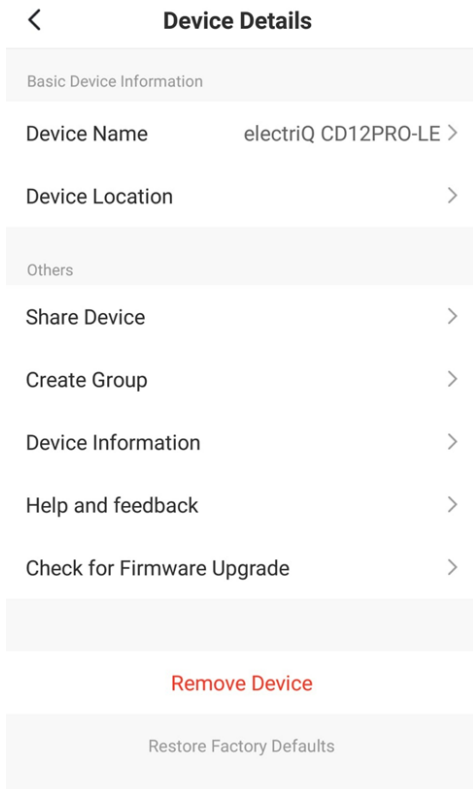 Device Details
Basic Device Information
Device Name electriQ CD12PRO-LE
Device Location
Others
Share Device
Create Group
Device Information
Help and feedback
Check for Firmware Upgrade
Remove Device
Restore Factory Defaults